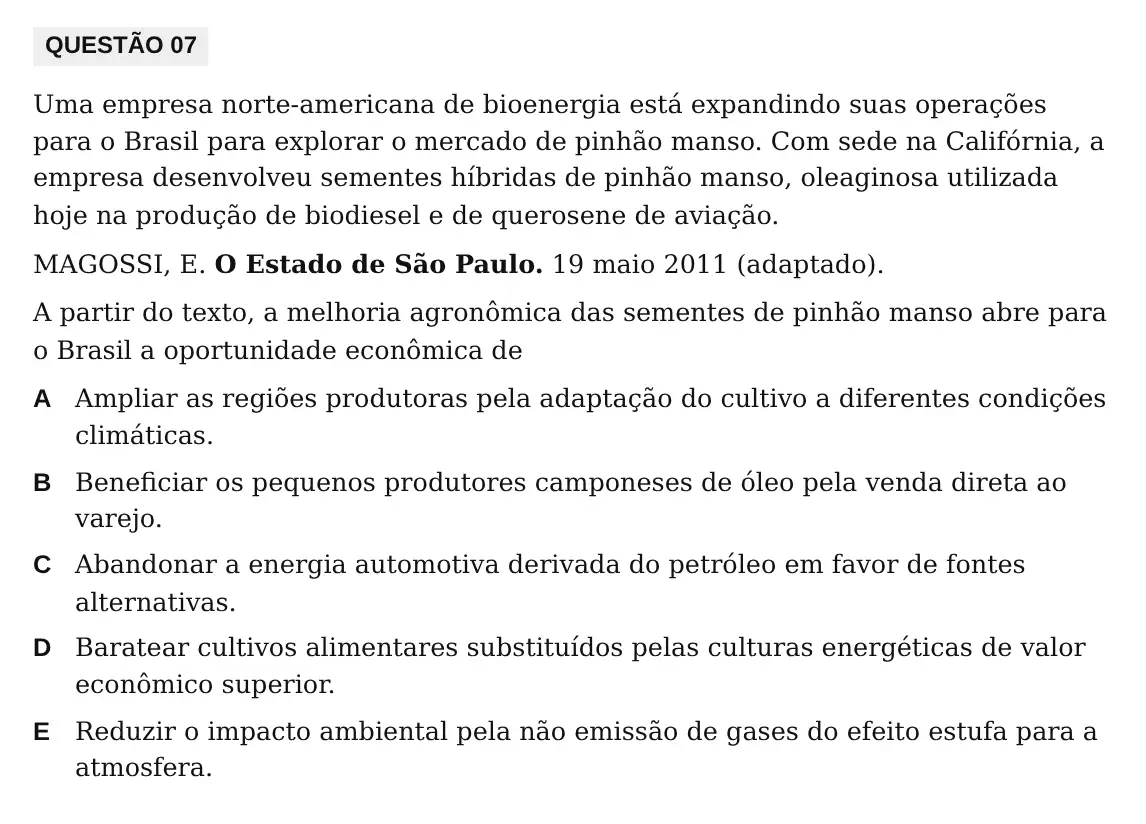 QUESTÃO 07
Uma empresa norte-americana de bioenergia está expandindo suas operações
para o Brasil para explorar o mercado de pinhão manso. Com sede na Califórnia, a
empresa desenvolveu sementes híbridas de pinhão manso, oleaginosa utilizada
hoje na produção de biodiesel e de querosene de aviação.
MAGOSSI, E. O Estado de São Paulo. 19 maio 2011 (adaptado).
A partir do texto, a melhoria agronômica das sementes de pinhão manso abre para
o Brasil a oportunidade econômica de
A Ampliar as regiões produtoras pela adaptação do cultivo a diferentes condições
climáticas.
B Beneficiar os pequenos produtores camponeses de óleo pela venda direta ao
varejo.
C Abandonar a energia automotiva derivada do petróleo em favor de fontes
alternativas.
D Baratear cultivos alimentares substituídos pelas culturas energéticas de valor
econômico superior.
E Reduzir o impacto ambiental pela não emissão de gases do efeito estufa para a
atmosfera.